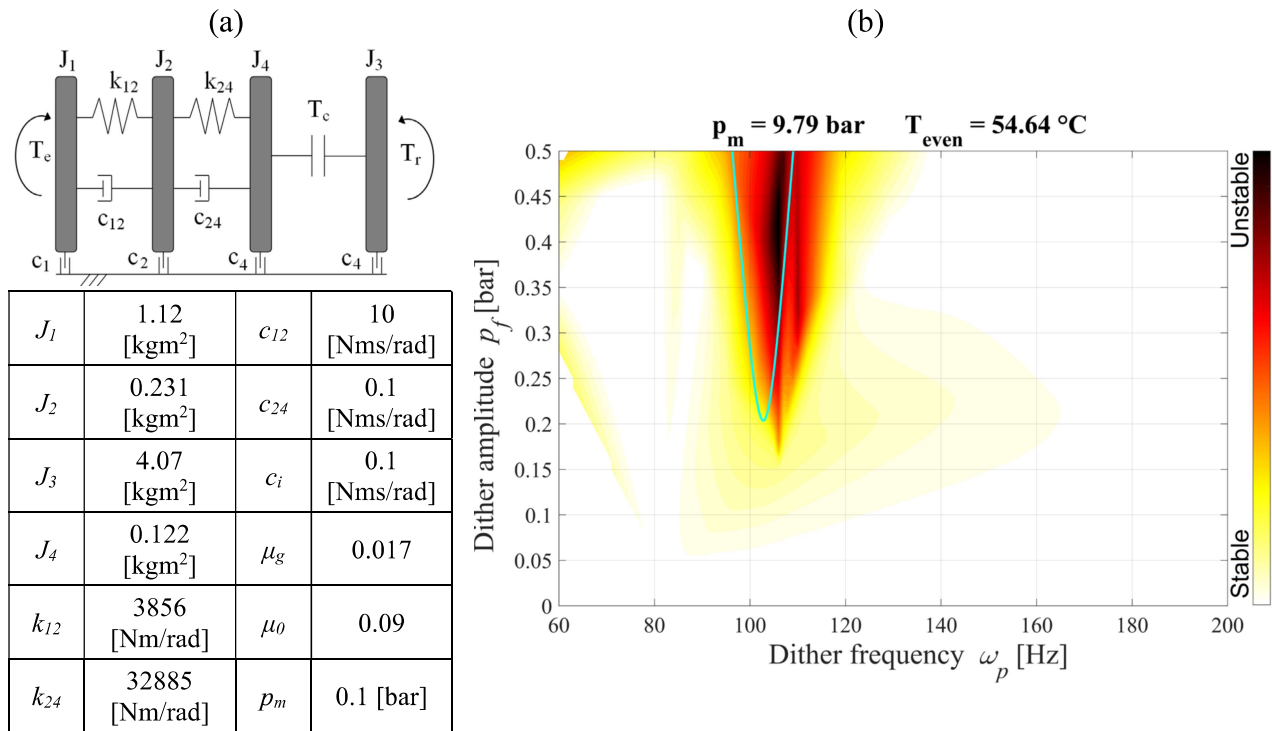 (a)
J1 J2 J4 J3
k12 k24
Tc
Te Tr
c12 c24
c1 c2 c4 c4
J1 1.12 [kgm2] c12 10 [Nms/rad]
J2 0.231 [kgm2] c24 0.1 [Nms/rad]
J3 4.07 [kgm2] ci 0.1 [Nms/rad]
J4 0.122 [kgm2] μg 0.017
k12 3856 [Nm/rad] μ0 0.09
k24 32885 [Nm/rad] pm 0.1 [bar]
(b)
pm = 9.79 bar Teven = 54.64 °C
Dither amplitude pf [bar]
0.5
0.45
0.4
0.35
0.3
0.25
0.2
0.15
0.1
0.05
0
60 80 100 120 140 160 180 200
Dither frequency ωp [Hz]
Unstable
Stable